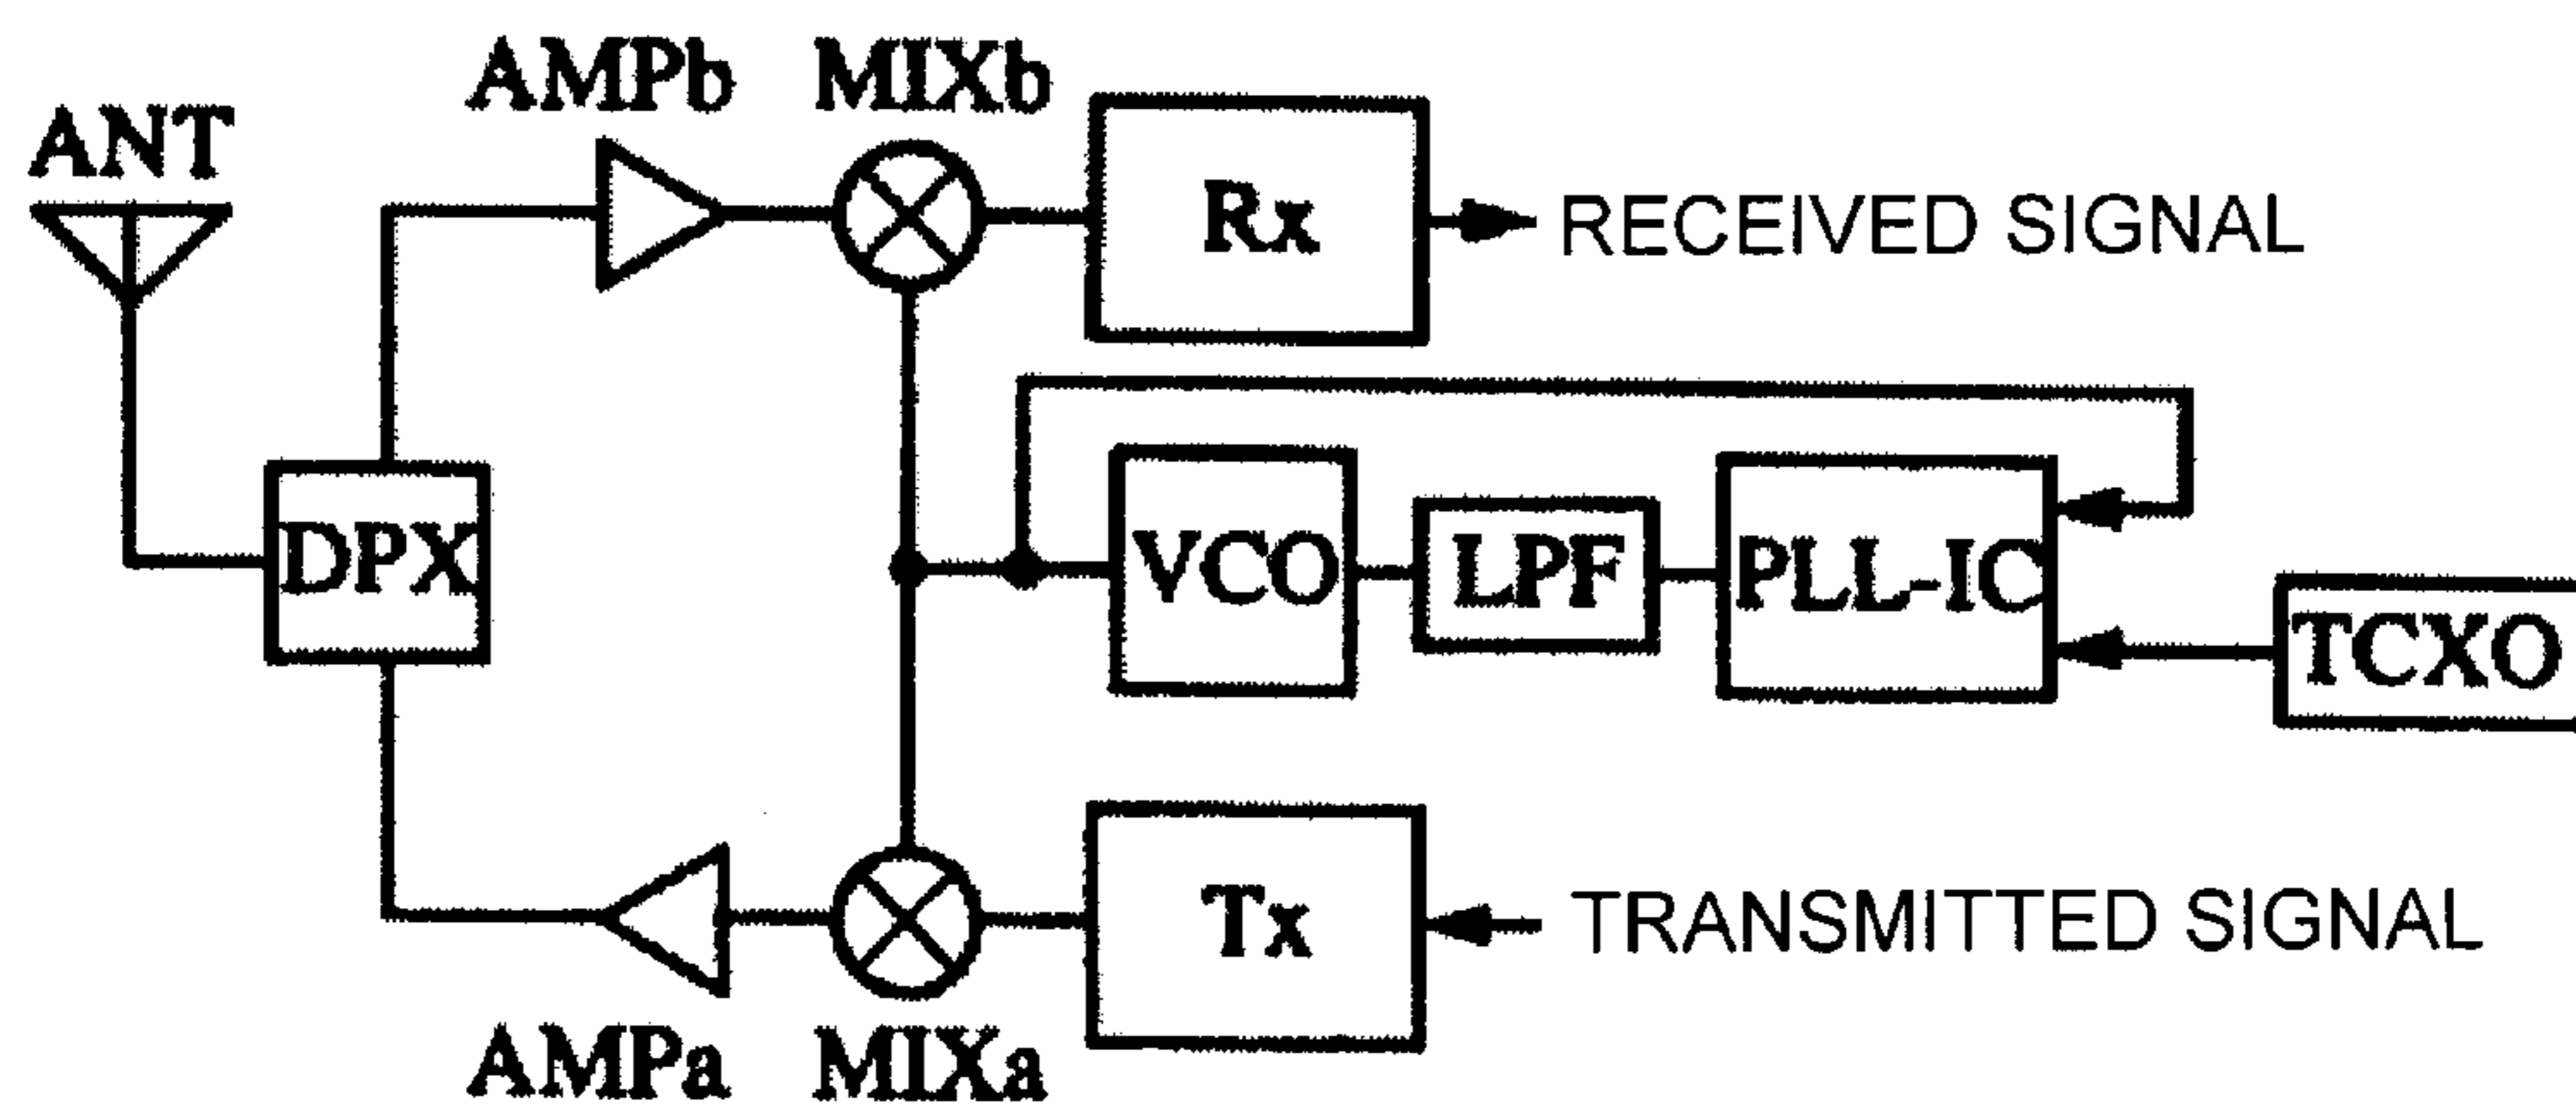 AMPb MIXb
ANT
Rx
RECEIVED SIGNAL
DPX
VCO
LPF
PLL-IC
TCXO
Tx
TRANSMITTED SIGNAL
AMPa MIXa